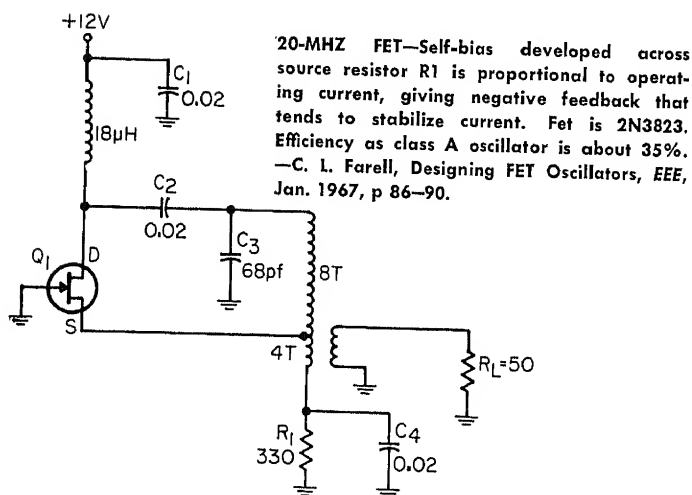 +12V
C1
0.02
18μH
C2
0.02
C3
68pf
8T
Q1
D
S
4T
RL=50
R1
330
C4
0.02
20-MHZ FET—Self-bias developed across
source resistor R1 is proportional to operat-
ing current, giving negative feedback that
tends to stabilize current. Fet is 2N3823.
Efficiency as class A oscillator is about 35%.
—C. L. Farell, Designing FET Oscillators, EEE,
Jan. 1967, p 86—90.